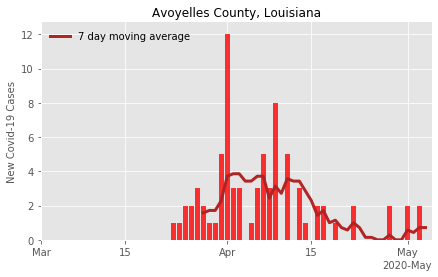 Avoyelles County, Louisiana
7 day moving average
New Covid-19 Cases
12
10
8
6
4
2
0
Mar 15 Apr 15 May
2020-May